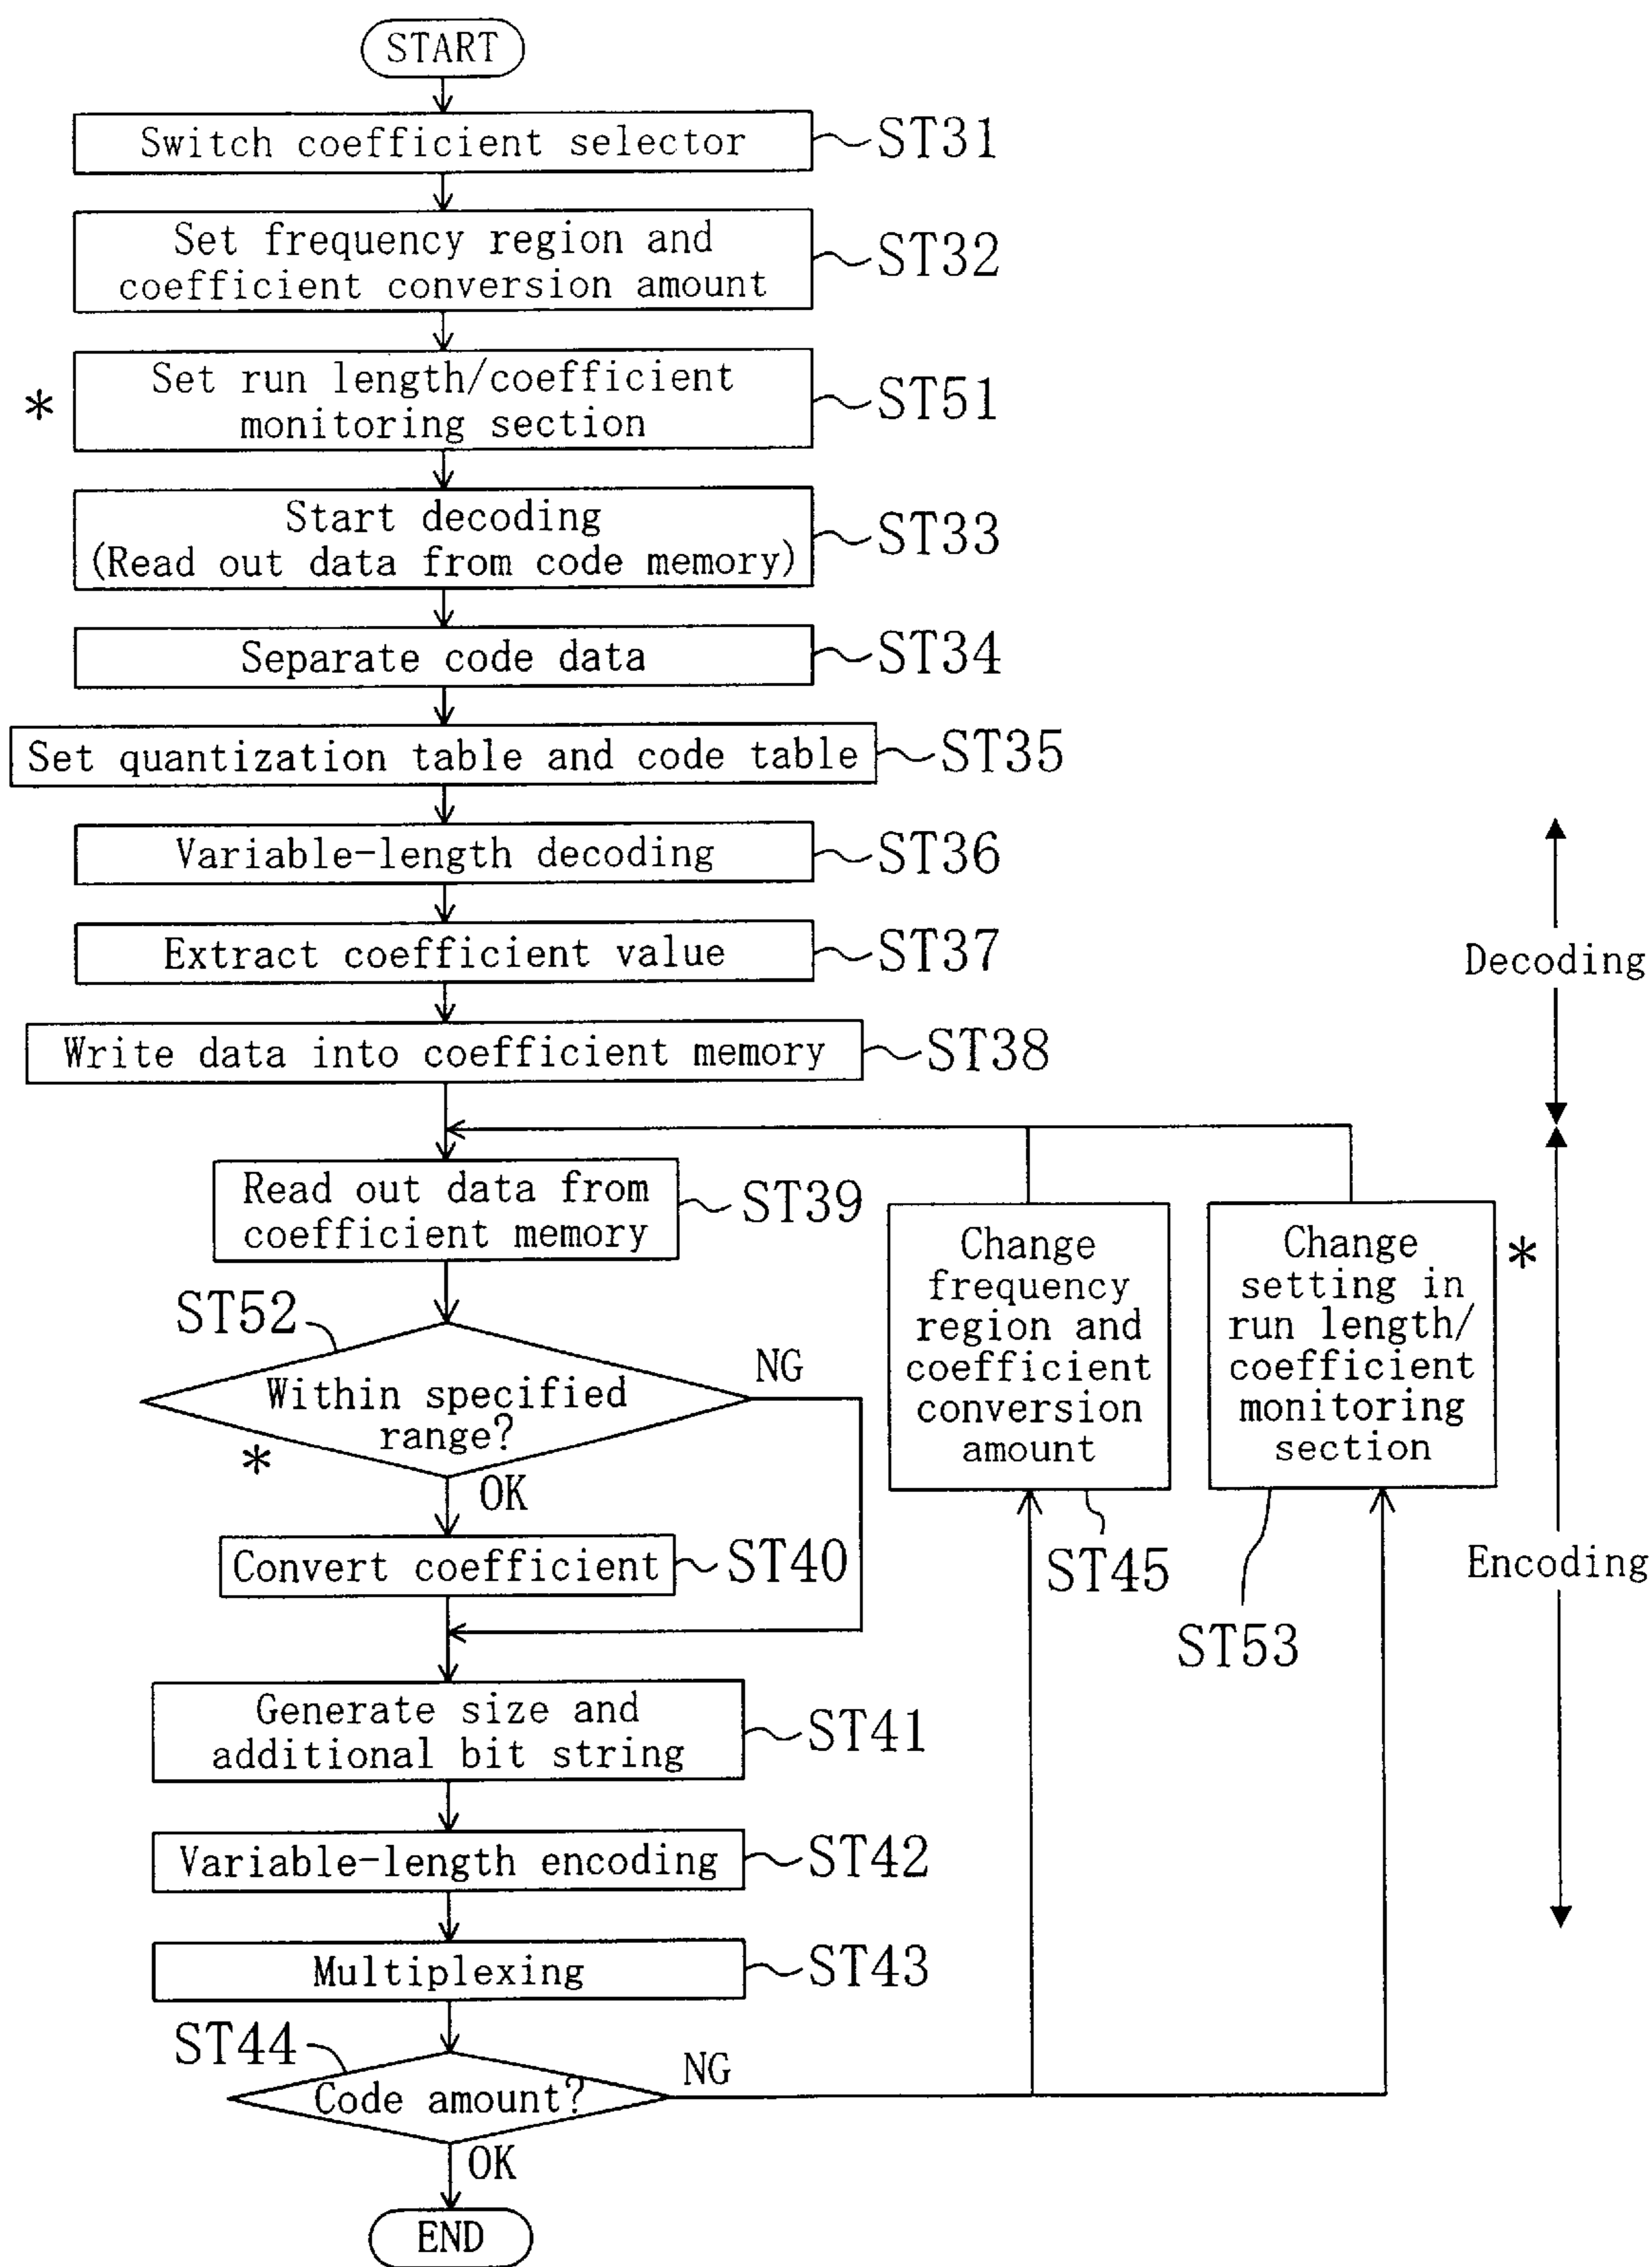 START
Switch coefficient selector
ST31
Set frequency region and
coefficient conversion amount
ST32
*
Set run length/coefficient
monitoring section
ST51
Start decoding
(Read out data from code memory)
ST33
Separate code data
ST34
Set quantization table and code table
ST35
Variable-length decoding
ST36
Extract coefficient value
ST37
Decoding
Write data into coefficient memory
ST38
Read out data from
coefficient memory
ST39
ST52
Within specified
range?
*
NG
OK
Convert coefficient
ST40
Change
frequency
region and
coefficient
conversion
amount
ST45
Change
setting in
run length/
coefficient
monitoring
section
*
ST53
Encoding
Generate size and
additional bit string
ST41
Variable-length encoding
ST42
Multiplexing
ST43
ST44
Code amount?
NG
OK
END